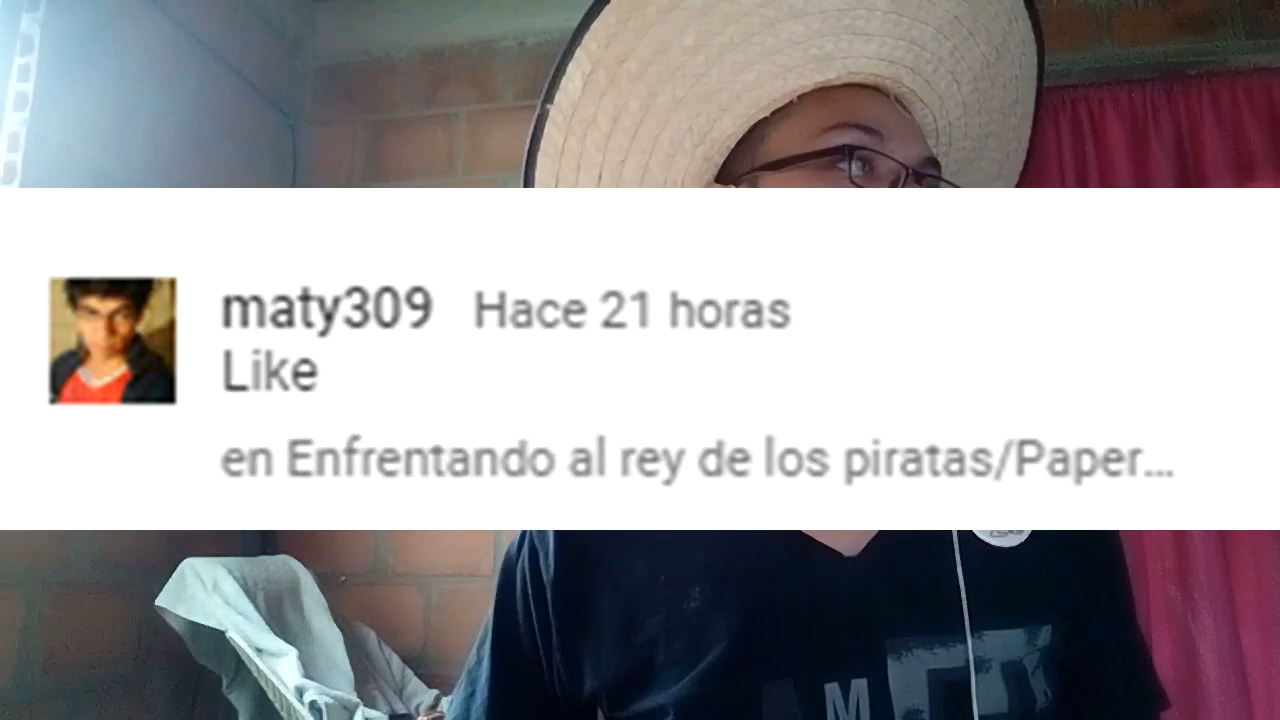 maty309 Hace 21 horas
Like
en Enfrentando al rey de los piratas/Paper...
M